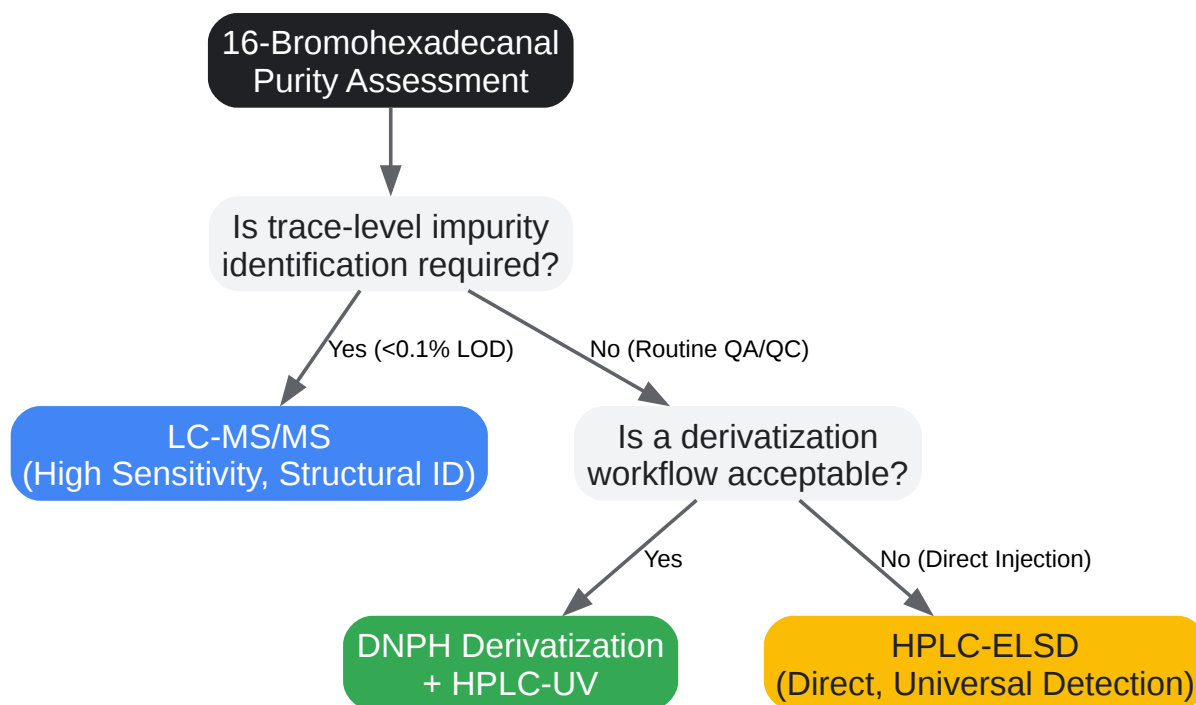 16-Bromohexadecanal
Purity Assessment
Is trace-level impurity
identification required?
Yes (<0.1% LOD)
No (Routine QA/QC)
LC-MS/MS
(High Sensitivity, Structural ID)
Is a derivatization
workflow acceptable?
Yes
No (Direct Injection)
DNPH Derivatization
+ HPLC-UV
HPLC-ELSD
(Direct, Universal Detection)